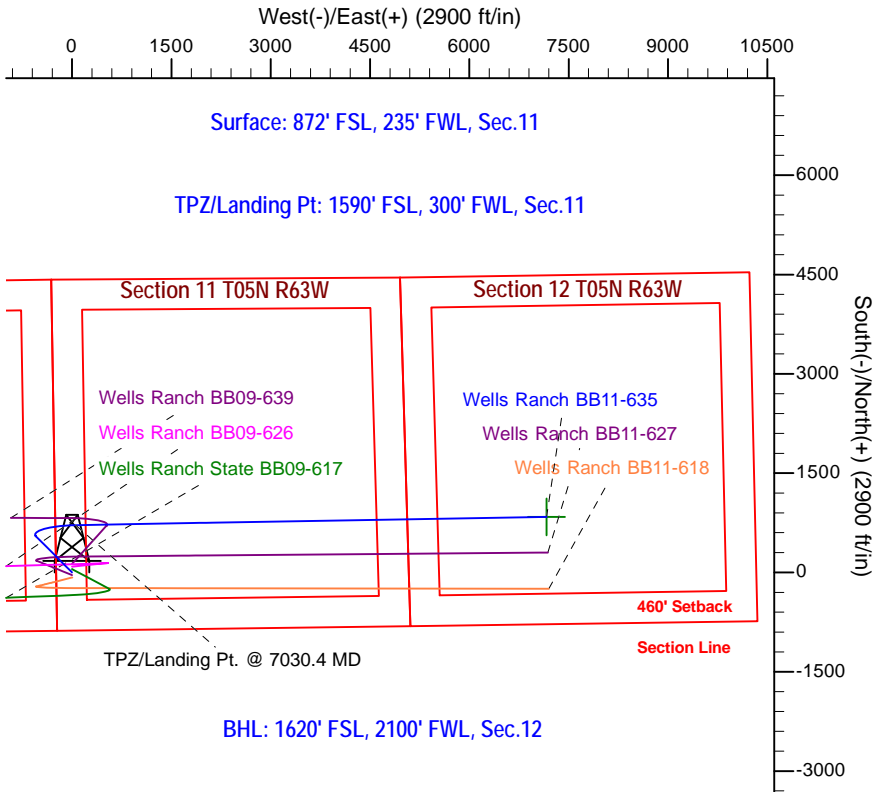 West(-)/East(+) (2900 ft/in)
0 1500 3000 4500 6000 7500 9000 10500
Surface: 872' FSL, 235' FWL, Sec.11
6000
TPZ/Landing Pt: 1590' FSL, 300' FWL, Sec.11
4500
Section 11 T05N R63W
Section 12 T05N R63W
South(-)/North(+) (2900 ft/in)
3000
Wells Ranch BB09-639
Wells Ranch BB11-635
Wells Ranch BB09-626
Wells Ranch BB11-627
Wells Ranch State BB09-617
Wells Ranch BB11-618
1500
0
460' Setback
Section Line
TPZ/Landing Pt. @ 7030.4 MD
-1500
BHL: 1620' FSL, 2100' FWL, Sec.12
-3000